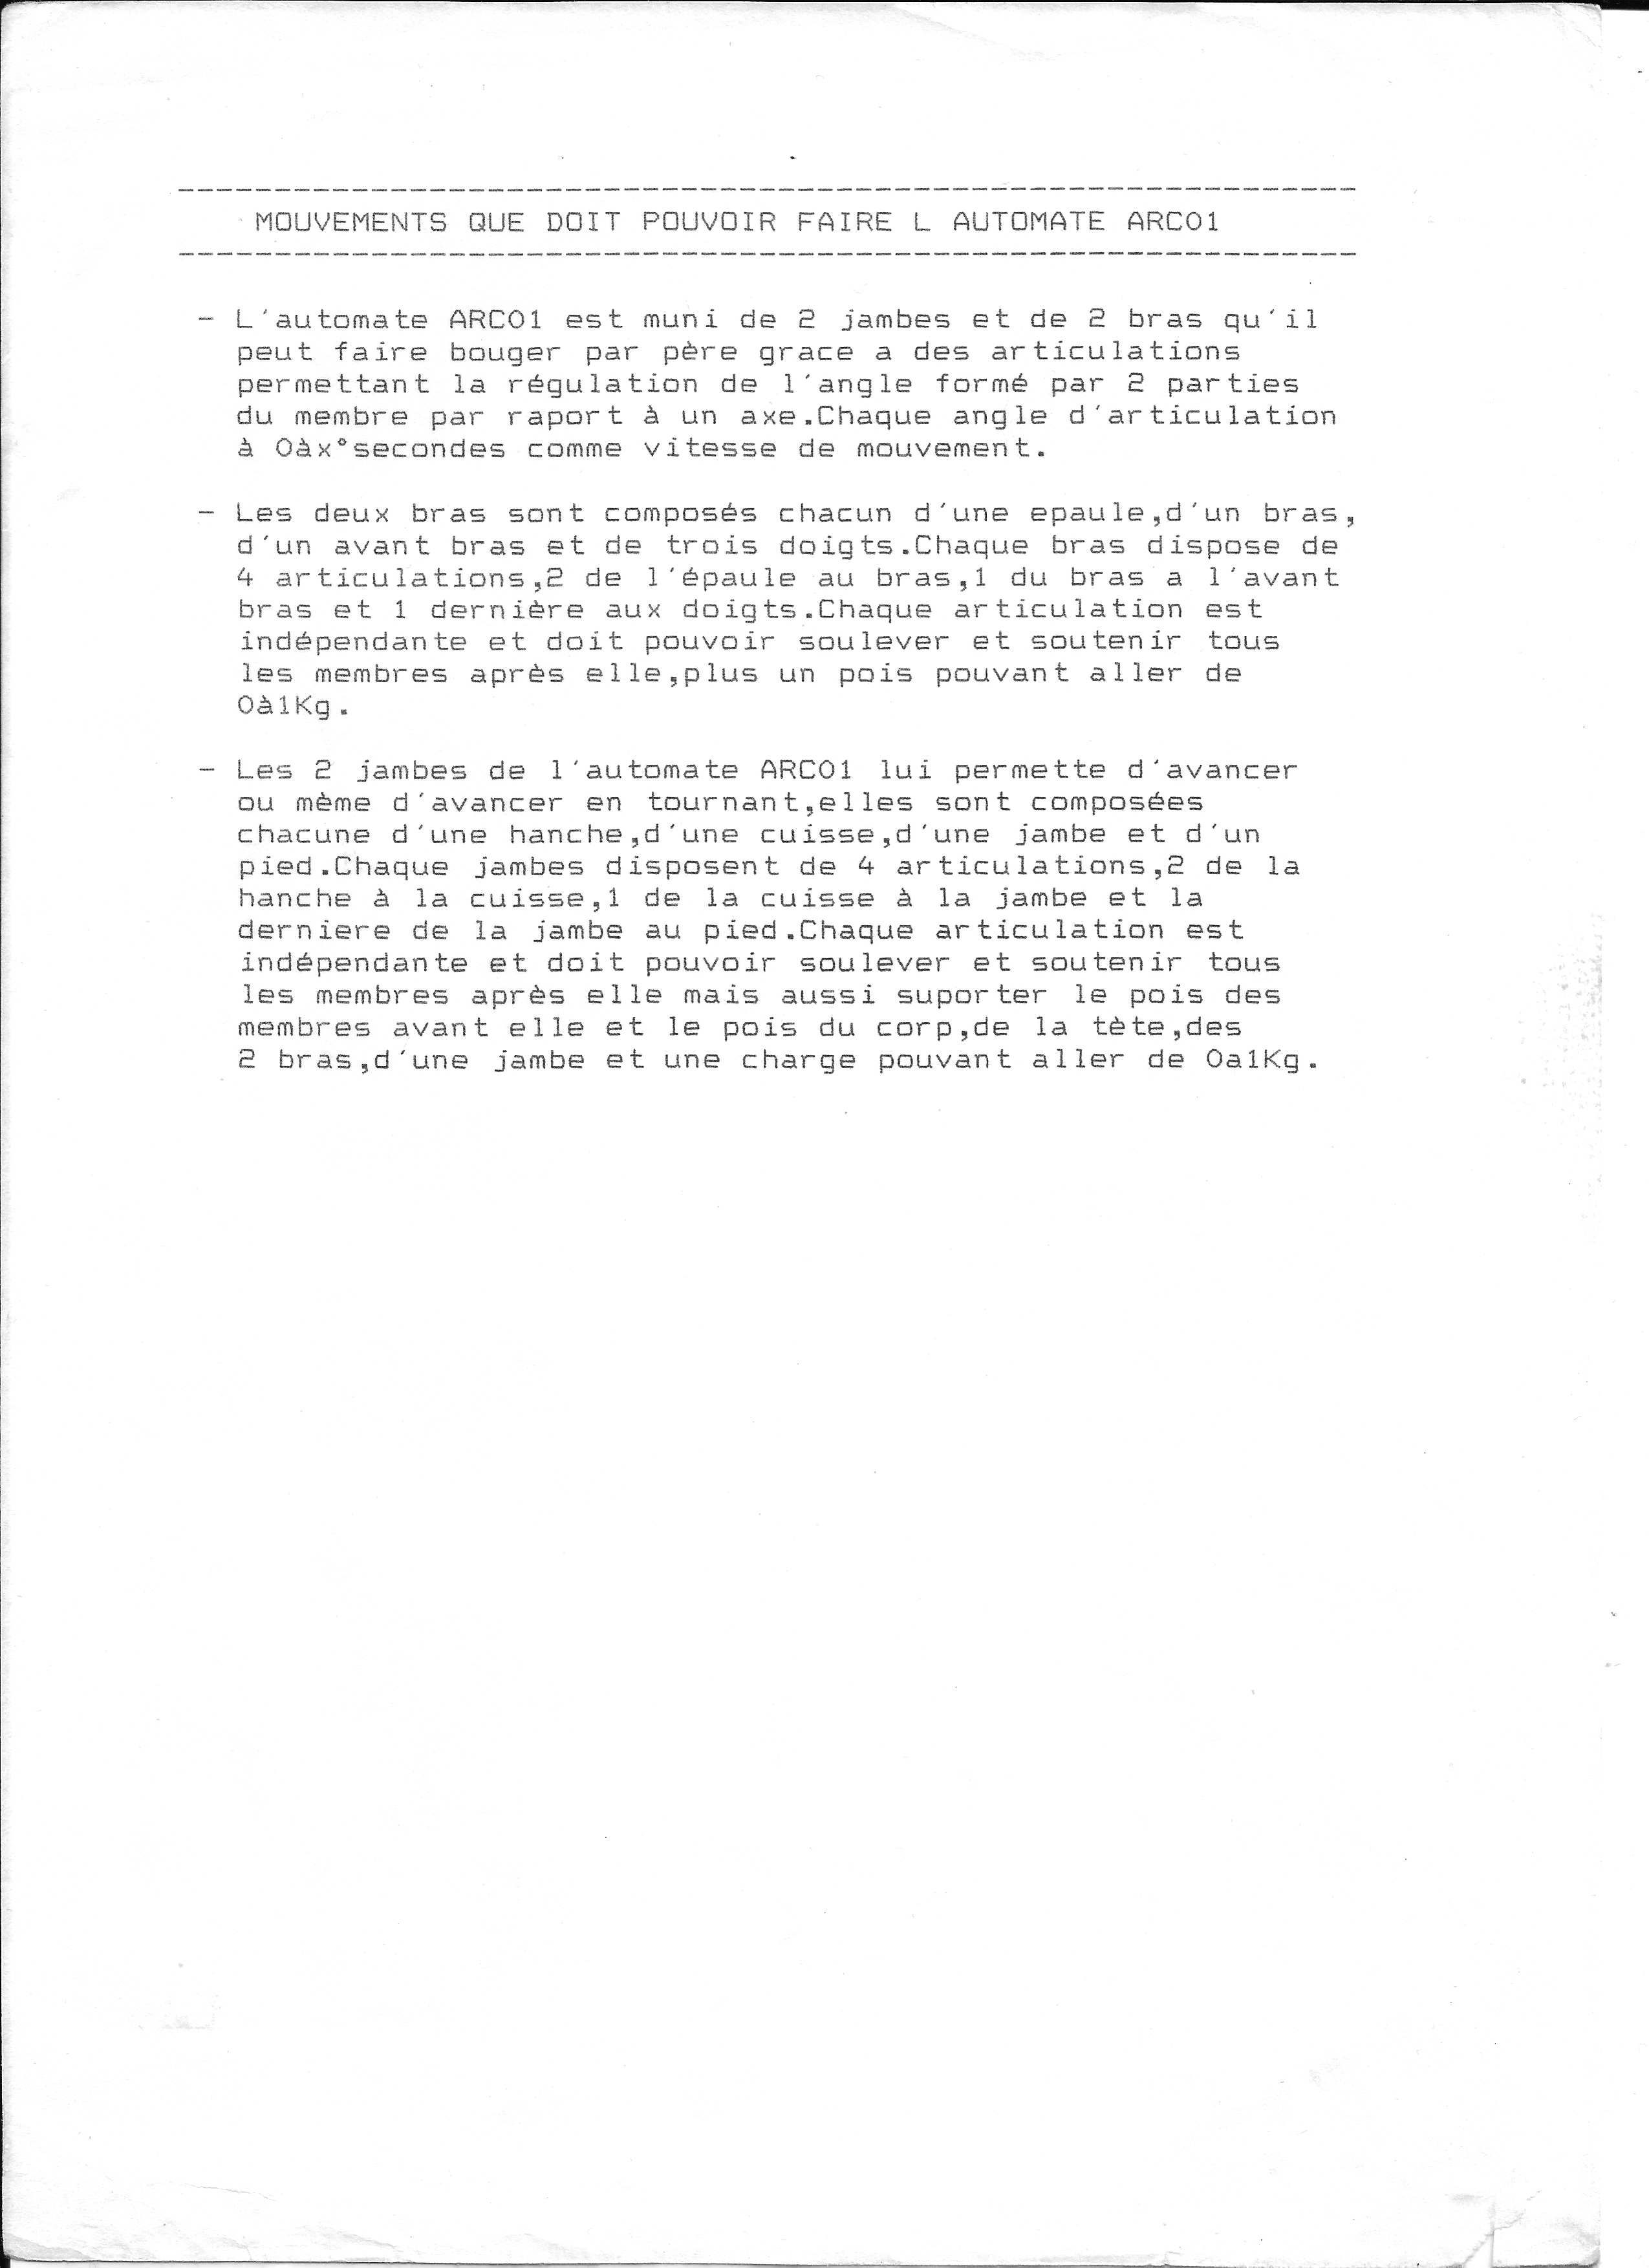 MOUVEMENTS QUE DOIT POUVOIR FAIRE L AUTOMATE ARCO1
- L'automate ARCO1 est muni de 2 jambes et de 2 bras qu'il
peut faire bouger par père grace a des articulations
permettant la régulation de l'angle formé par 2 parties
du membre par raport à un axe.Chaque angle d'articulation
à 0àx°secondes comme vitesse de mouvement.
- Les deux bras sont composés chacun d'une epaule,d'un bras,
d'un avant bras et de trois doigts.Chaque bras dispose de
4 articulations,2 de l'épaule au bras,1 du bras a l'avant
bras et 1 dernière aux doigts.Chaque articulation est
indépendante et doit pouvoir soulever et soutenir tous
les membres après elle,plus un pois pouvant aller de
0à1Kg.
- Les 2 jambes de l'automate ARCO1 lui permette d'avancer
ou mème d'avancer en tournant,elles sont composées
chacune d'une hanche,d'une cuisse,d'une jambe et d'un
pied.Chaque jambes disposent de 4 articulations,2 de la
hanche à la cuisse,1 de la cuisse à la jambe et la
derniere de la jambe au pied.Chaque articulation est
indépendante et doit pouvoir soulever et soutenir tous
les membres après elle mais aussi suporter le pois des
membres avant elle et le pois du corp,de la tète,des
2 bras,d'une jambe et une charge pouvant aller de 0a1Kg.